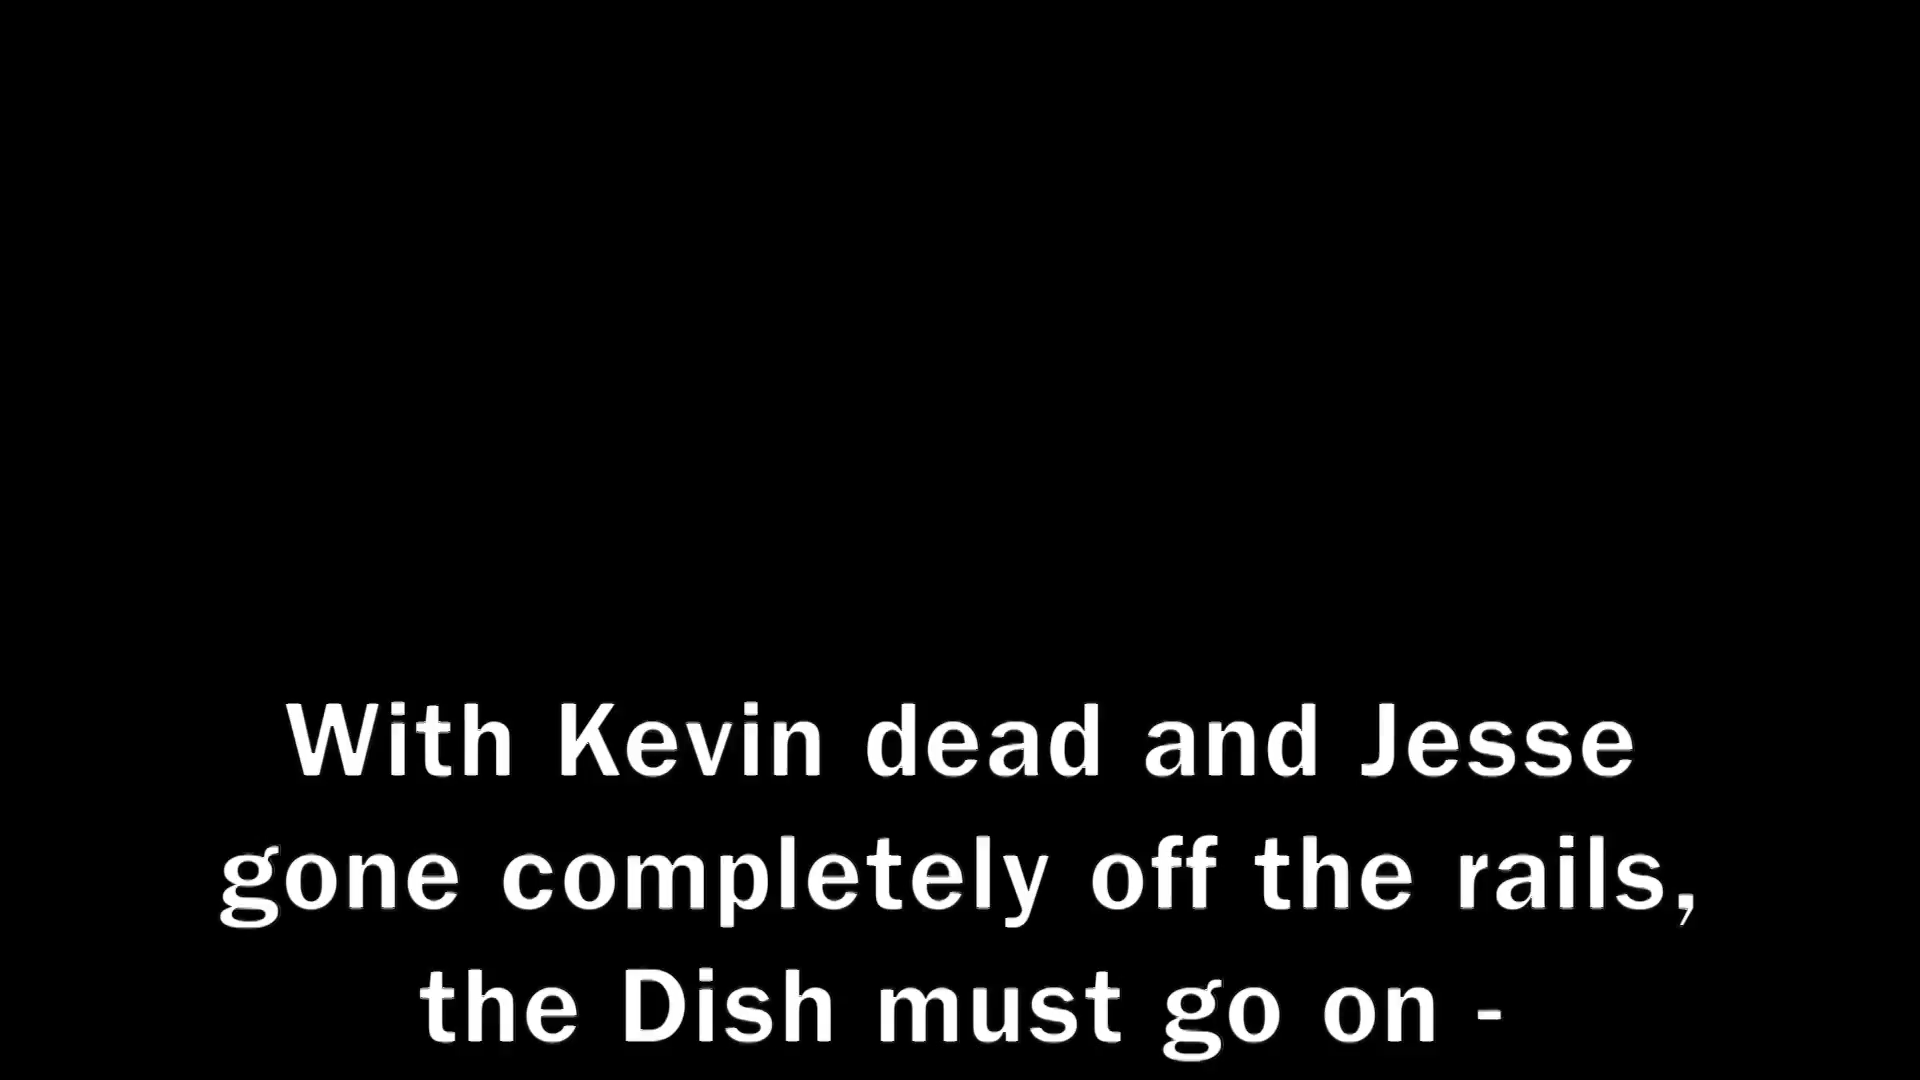 With Kevin dead and Jesse
gone completely off the rails,
the Dish must go on -